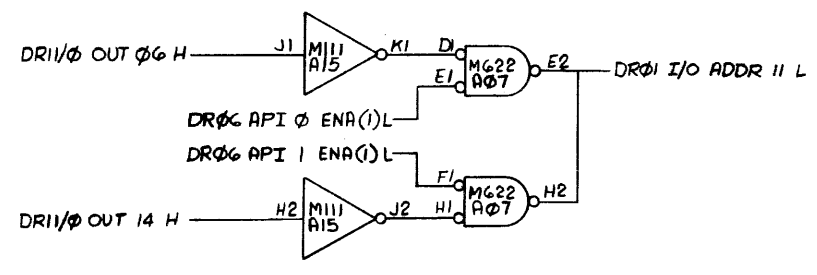 DR11/Ø OUT Ø6 H
J1
M111
A15
K1
D1
E1
M622
AØ7
E2
DRØ1 I/O ADDR 11 L
DRØ6 API Ø ENA(1)L
DRØ6 API 1 ENA(1)L
F1
M622
AØ7
H2
DR11/Ø OUT 14 H
H2
M111
A15
J2
H1